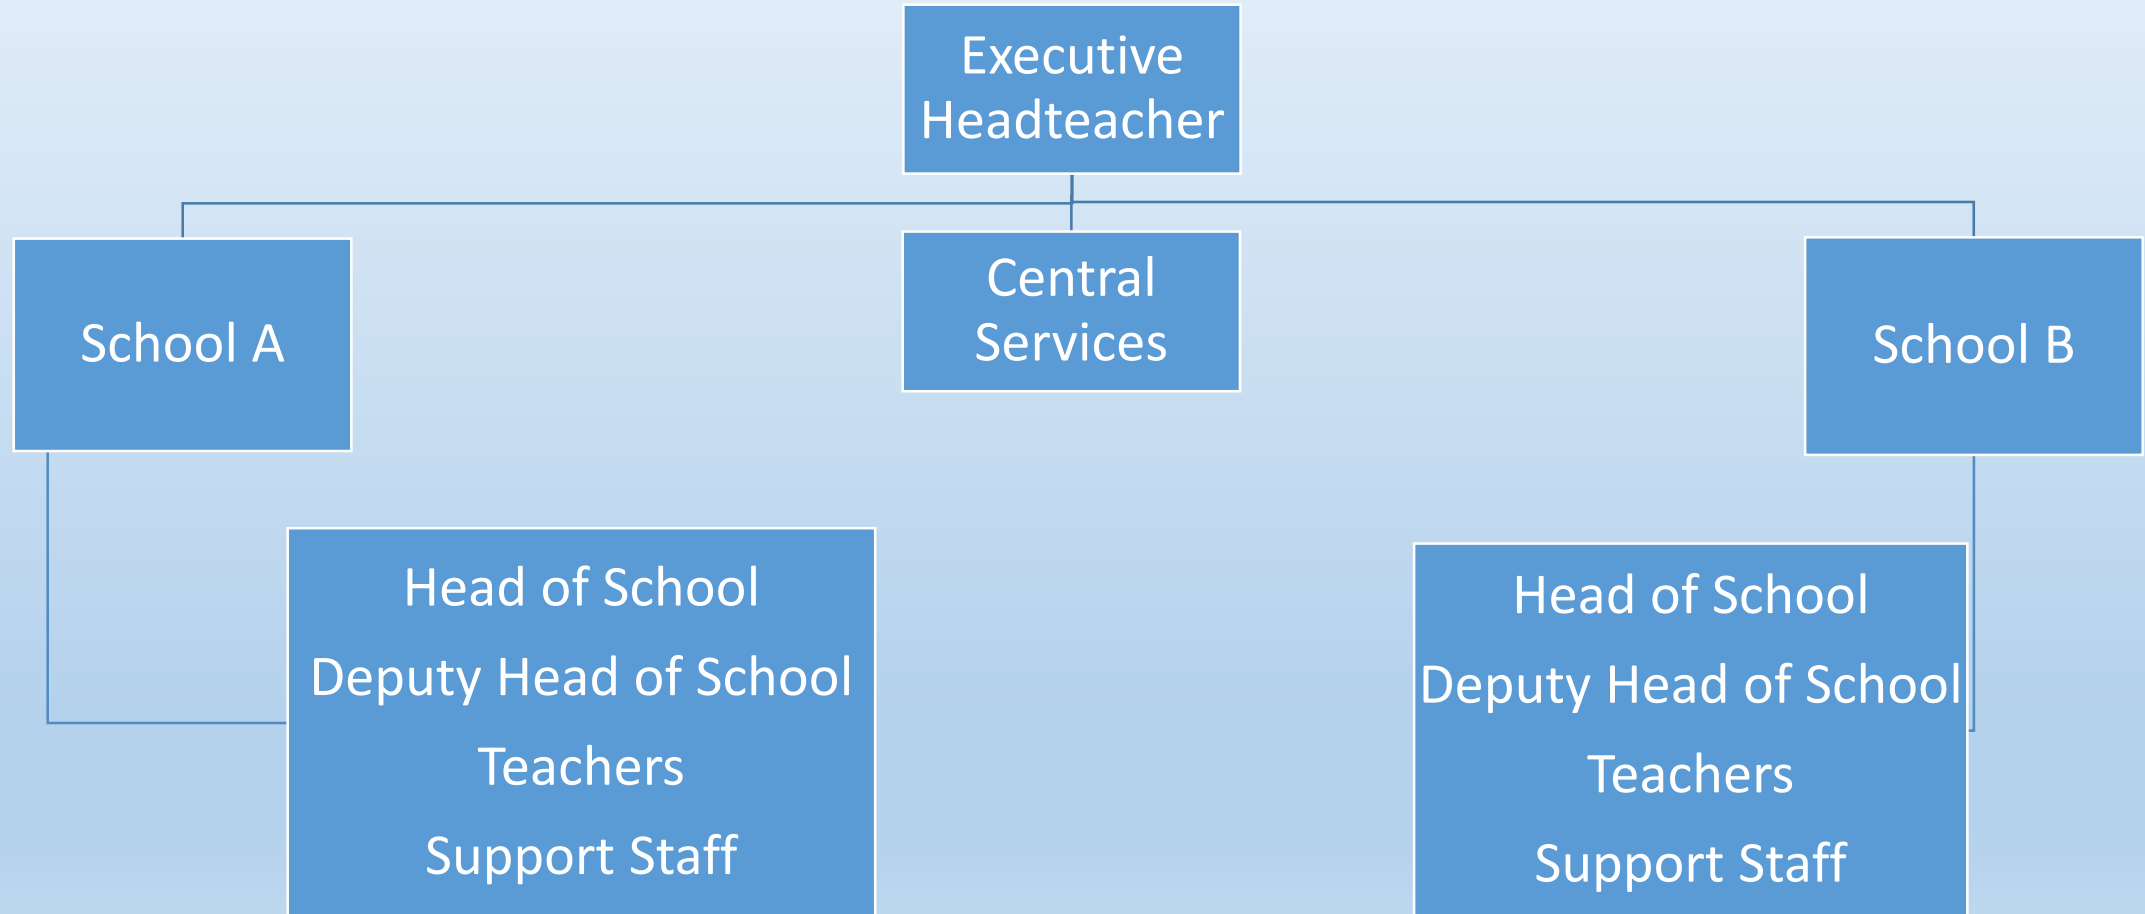 Executive
Headteacher
School A
Central
Services
School B
Head of School
Deputy Head of School
Teachers
Support Staff
Head of School
Deputy Head of School
Teachers
Support Staff